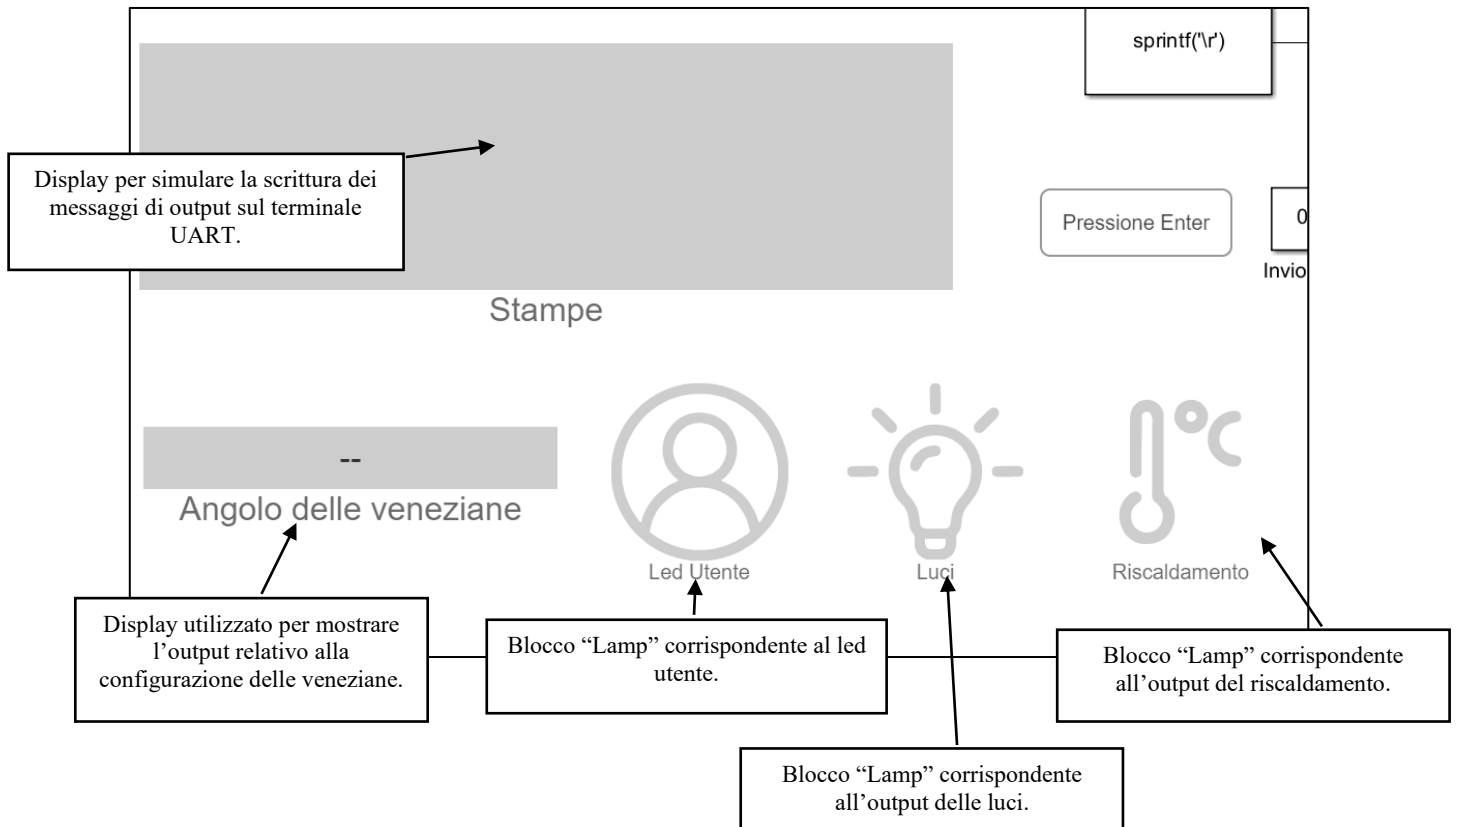 sprintf('\r')
Display per simulare la scrittura dei
messaggi di output sul terminale
UART.
Pressione Enter
0
Invio
Stampe
--
Angolo delle veneziane
Led Utente
Luci
Riscaldamento
Display utilizzato per mostrare
l’output relativo alla
configurazione delle veneziane.
Blocco “Lamp” corrispondente al led
utente.
Blocco “Lamp” corrispondente
all’output del riscaldamento.
Blocco “Lamp” corrispondente
all’output delle luci.